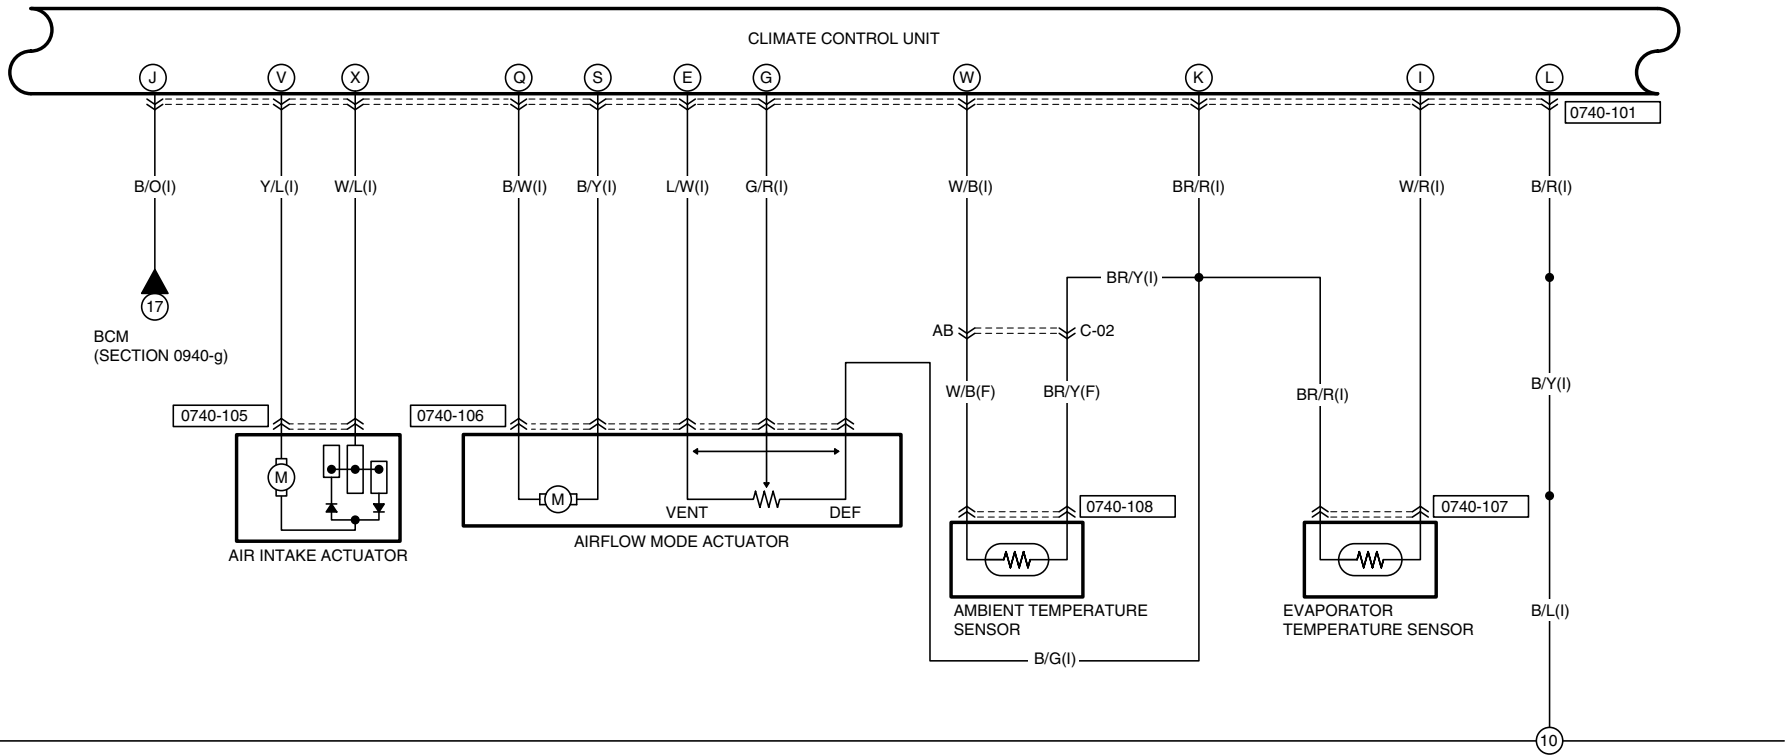 CLIMATE CONTROL UNIT
J
V
X
Q
S
E
G
W
K
I
L
0740-101
B/O(I)
Y/L(I)
W/L(I)
B/W(I)
B/Y(I)
L/W(I)
G/R(I)
W/B(I)
BR/R(I)
W/R(I)
B/R(I)
BR/Y(I)
17
BCM
(SECTION 0940-g)
AB
C-02
W/B(F)
BR/Y(F)
BR/R(I)
B/Y(I)
0740-105
0740-106
M
M
VENT
DEF
0740-108
0740-107
AIR INTAKE ACTUATOR
AIRFLOW MODE ACTUATOR
AMBIENT TEMPERATURE
SENSOR
EVAPORATOR
TEMPERATURE SENSOR
B/L(I)
B/G(I)
10